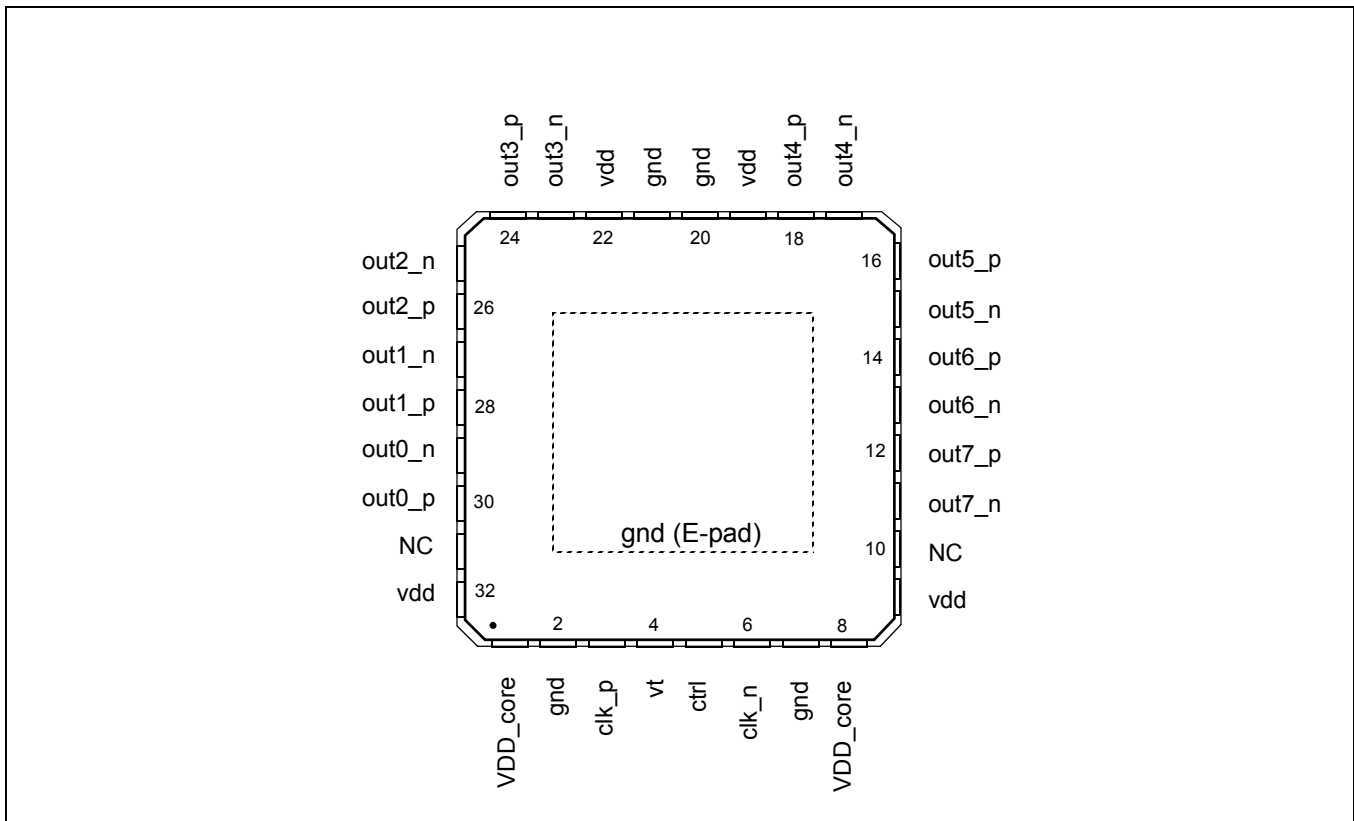 out3_p
out3_n
vdd
gnd
gnd
vdd
out4_p
out4_n
24
22
20
18
out2_n
16
out5_p
out2_p
26
out5_n
out1_n
14
out6_p
out1_p
28
out6_n
out0_n
12
out7_p
out0_p
30
out7_n
gnd (E-pad)
NC
10
NC
vdd
32
vdd
2
4
6
8
VDD_core
gnd
clk_p
vt
ctrl
clk_n
gnd
VDD_core